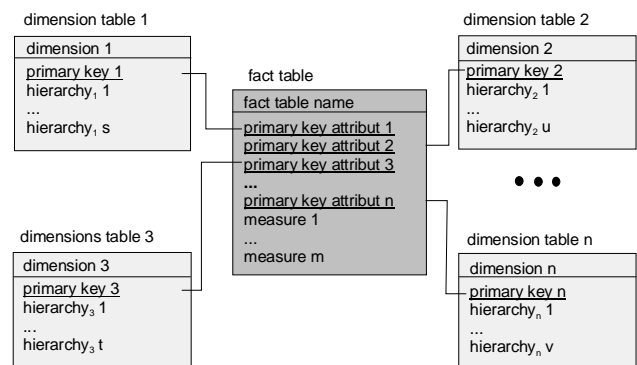 dimension table 1
dimension 1
primary key 1
hierarchy₁ 1
...
hierarchy₁ s
fact table
fact table name
primary key attribut 1
primary key attribut 2
primary key attribut 3
...
primary key attribut n
measure 1
...
measure m
dimension table 2
dimension 2
primary key 2
hierarchy₂ 1
...
hierarchy₂ u
dimensions table 3
dimension 3
primary key 3
hierarchy₃ 1
...
hierarchy₃ t
dimension table n
dimension n
primary key n
hierarchyₙ 1
...
hierarchyₙ v